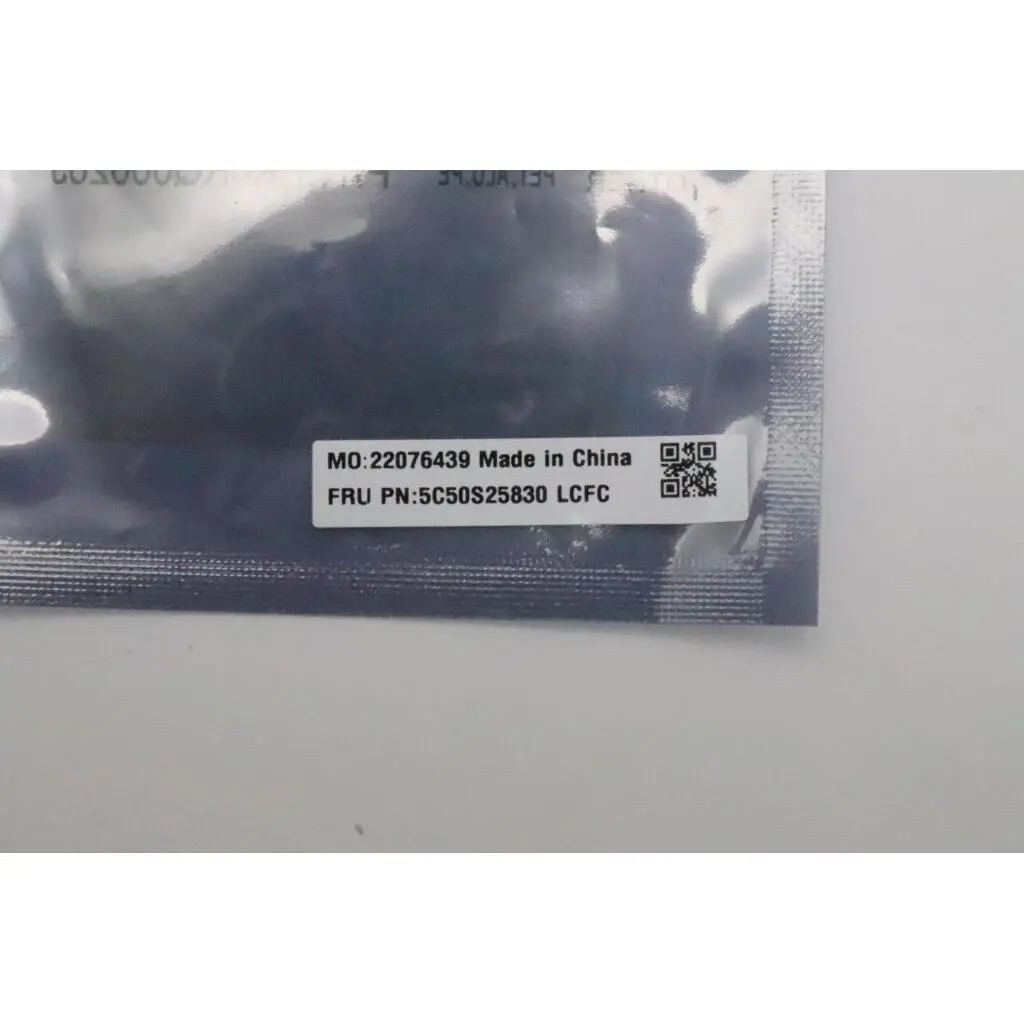 MO:22076439 Made in China
FRU PN:5C50S25830 LCFC